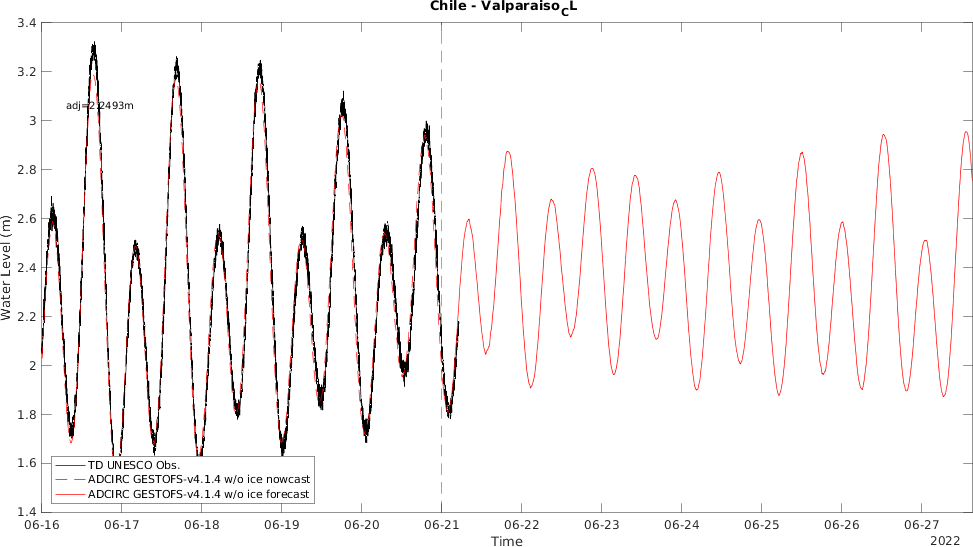 Chile - Valparaiso_CL
3.4
3.2
3
2.8
2.6
2.4
2.2
2
1.8
1.6
1.4
Water Level (m)
adj=2.2493m
TD UNESCO Obs.
ADCIRC GESTOFS-v4.1.4 w/o ice nowcast
ADCIRC GESTOFS-v4.1.4 w/o ice forecast
06-16 06-17 06-18 06-19 06-20 06-21 06-22 06-23 06-24 06-25 06-26 06-27
Time
2022